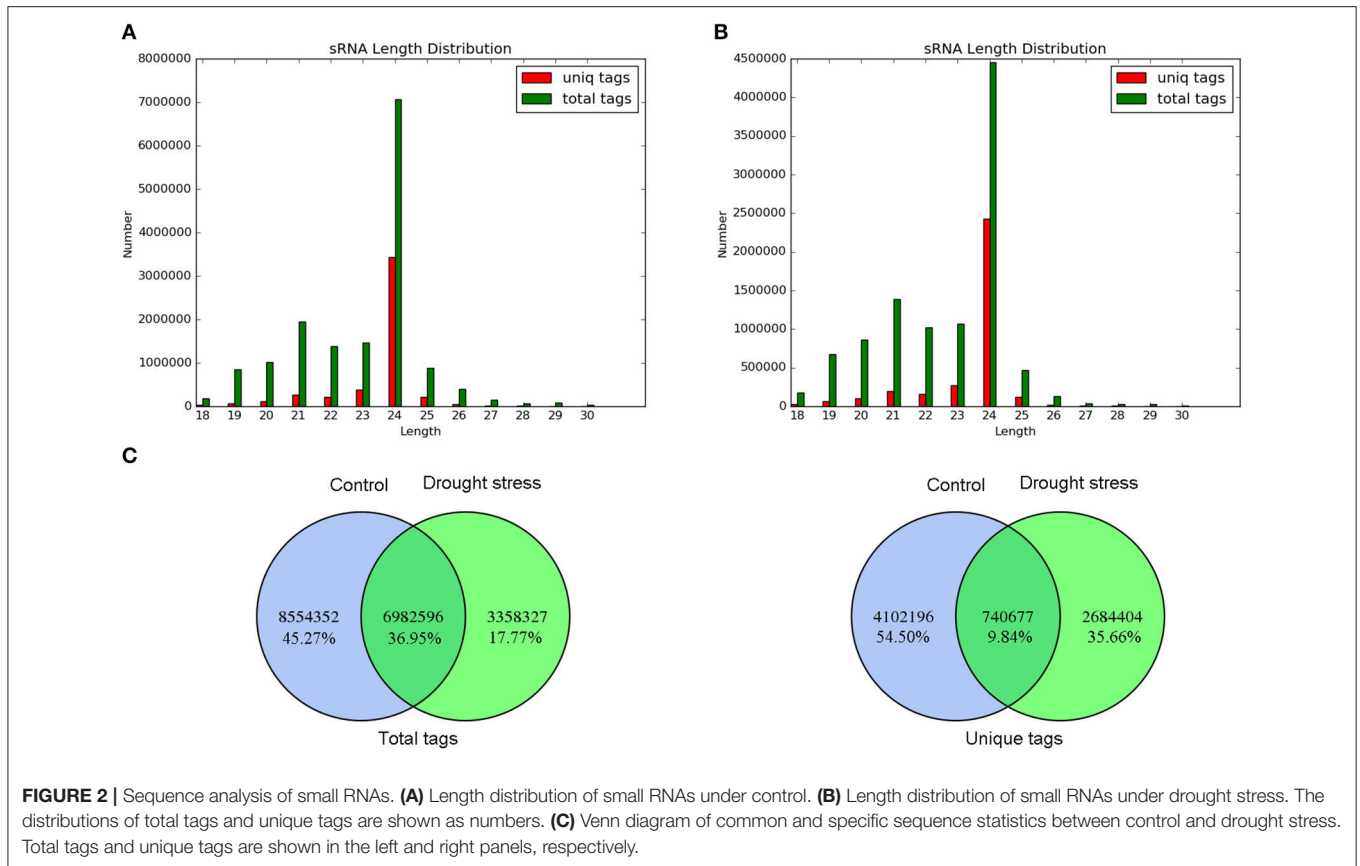 A
sRNA Length Distribution
8000000
7000000
6000000
5000000
4000000
3000000
2000000
1000000
0
Number
uniq tags
total tags
18 19 20 21 22 23 24 25 26 27 28 29 30
Length
B
sRNA Length Distribution
4500000
4000000
3500000
3000000
2500000
2000000
1500000
1000000
500000
0
Number
uniq tags
total tags
18 19 20 21 22 23 24 25 26 27 28 29 30
Length
C
Control Drought stress
8554352 6982596 3358327
45.27% 36.95% 17.77%
Total tags
Control Drought stress
4102196 740677 2684404
54.50% 9.84% 35.66%
Unique tags
FIGURE 2 | Sequence analysis of small RNAs. (A) Length distribution of small RNAs under control. (B) Length distribution of small RNAs under drought stress. The
distributions of total tags and unique tags are shown as numbers. (C) Venn diagram of common and specific sequence statistics between control and drought stress.
Total tags and unique tags are shown in the left and right panels, respectively.